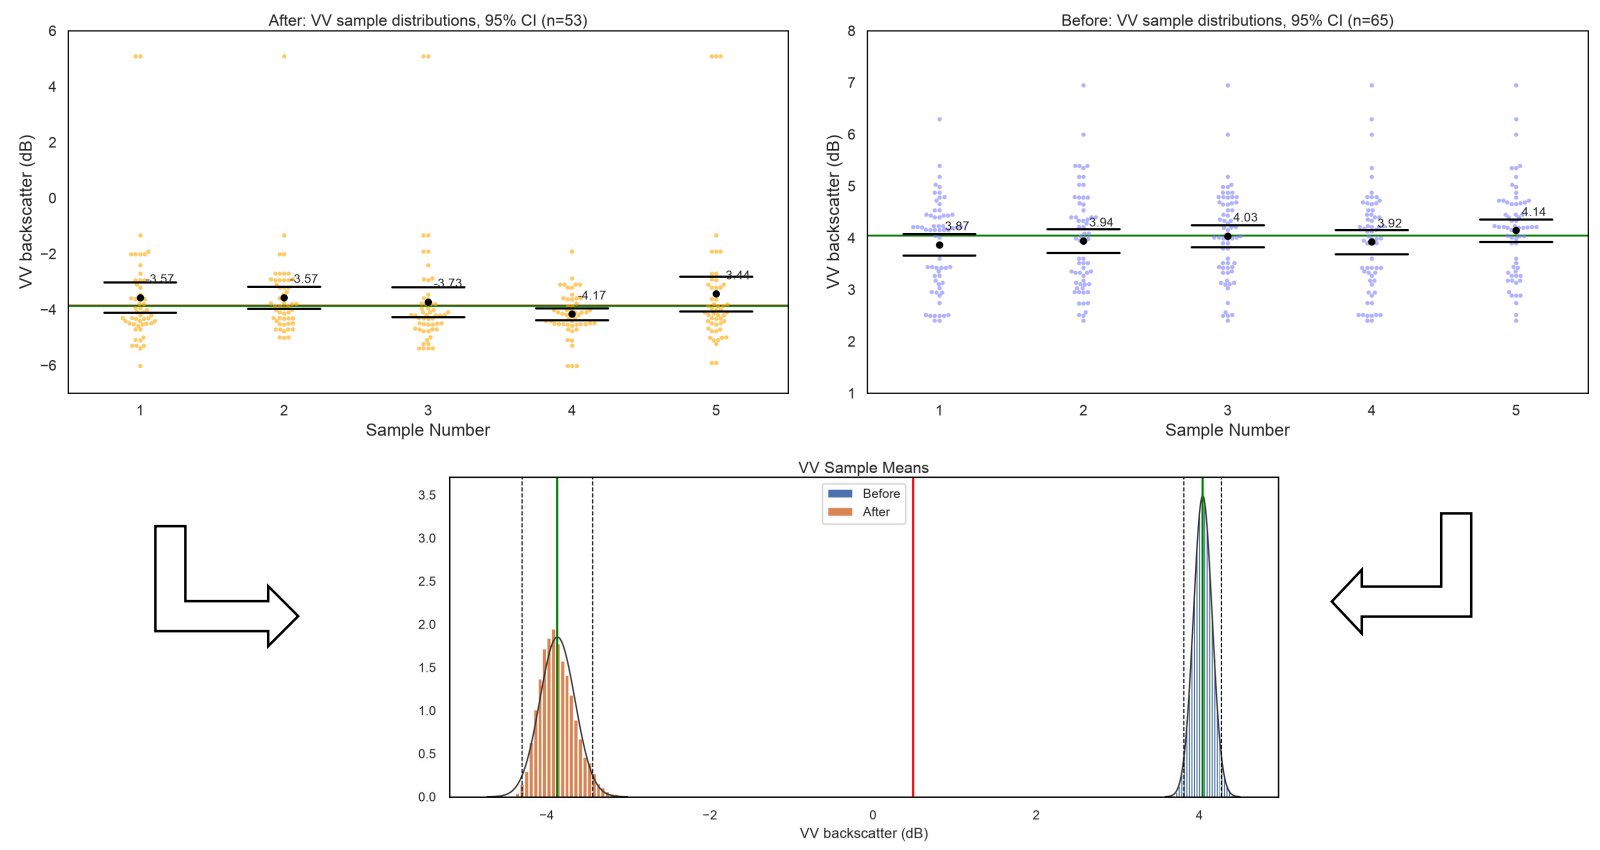 After: VV sample distributions, 95% CI (n=53)
VV backscatter (dB)
6
4
2
0
−2
−4
−6
-3.57
-3.57
-3.73
-4.17
-3.44
1 2 3 4 5
Sample Number
Before: VV sample distributions, 95% CI (n=65)
VV backscatter (dB)
8
7
6
5
4
3
2
1
3.87
3.94
4.03
3.92
4.14
1 2 3 4 5
Sample Number
VV Sample Means
Before
After
3.5
3.0
2.5
2.0
1.5
1.0
0.5
0.0
−4 −2 0 2 4
VV backscatter (dB)